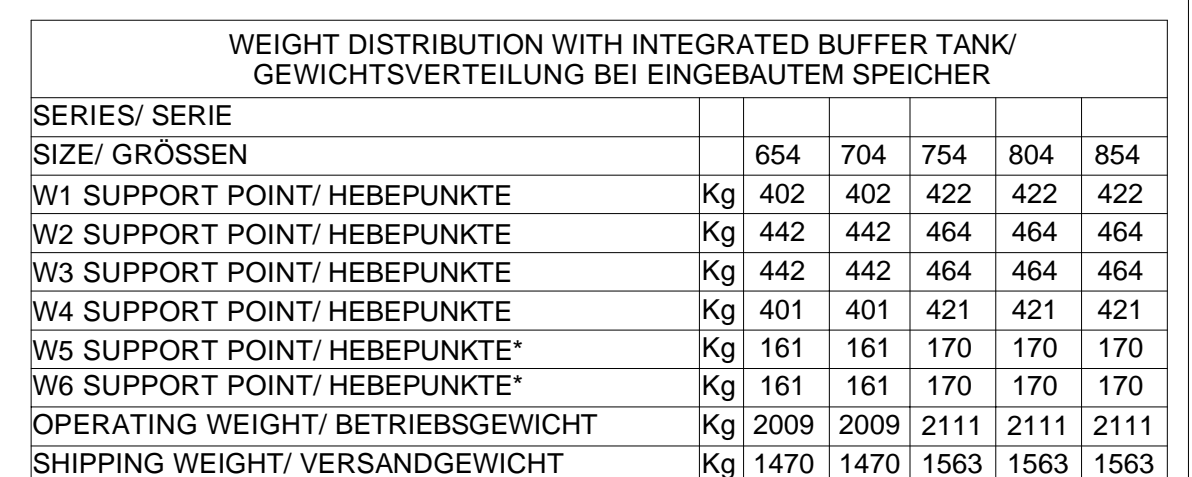 WEIGHT DISTRIBUTION WITH INTEGRATED BUFFER TANK/
GEWICHTSVERTEILUNG BEI EINGEBAUTEM SPEICHER
SERIES/ SERIE
SIZE/ GRÖSSEN 654 704 754 804 854
W1 SUPPORT POINT/ HEBEPUNKTE Kg 402 402 422 422 422
W2 SUPPORT POINT/ HEBEPUNKTE Kg 442 442 464 464 464
W3 SUPPORT POINT/ HEBEPUNKTE Kg 442 442 464 464 464
W4 SUPPORT POINT/ HEBEPUNKTE Kg 401 401 421 421 421
W5 SUPPORT POINT/ HEBEPUNKTE* Kg 161 161 170 170 170
W6 SUPPORT POINT/ HEBEPUNKTE* Kg 161 161 170 170 170
OPERATING WEIGHT/ BETRIEBSGEWICHT Kg 2009 2009 2111 2111 2111
SHIPPING WEIGHT/ VERSANDGEWICHT Kg 1470 1470 1563 1563 1563